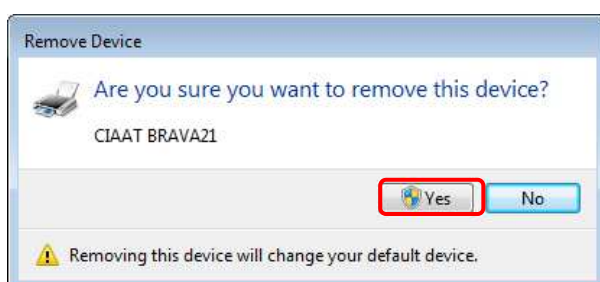 Remove Device
Are you sure you want to remove this device?
CIAAT BRAVA21
Yes No
Removing this device will change your default device.